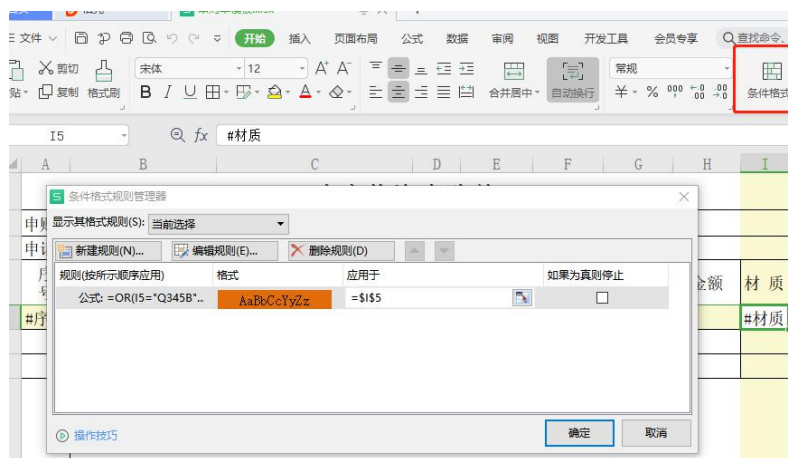 文件
开始 插入 页面布局 公式 数据 审阅 视图 开发工具 会员专享 查找命令
剪切 宋体 12 A⁺ A⁻ 常规
复制 格式刷 B I U A 合并居中 自动换行 ¥ % 000 条件格式
I5 fx #材质
A B C D E F G H I
条件格式规则管理器
显示其格式规则(S): 当前选择
新建规则(N)... 编辑规则(E)... 删除规则(D)
规则(按所示顺序应用) 格式 应用于 如果为真则停止
公式: =OR(I5="Q345B"... AaBbCcYyZz =$I$5
金额 材 质
#序 #材质
操作技巧 确定 取消